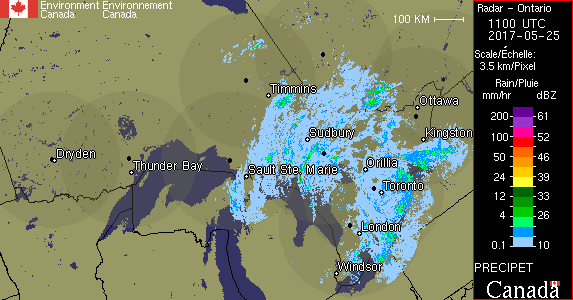 Environment Environnement
Canada Canada
100 KM
Timmins
Ottawa
Sudbury
Kingston
Dryden
Thunder Bay
Sault Ste. Marie
Orillia
Toronto
London
Windsor
Radar - Ontario
1100 UTC
2017-05-25
Scale/Échelle:
3.5 km/Pixel
Rain/Pluie
mm/hr dBZ
200 61
100 52
50 46
24 39
12 34
4 26
0.1 10
PRECIPET
Canada